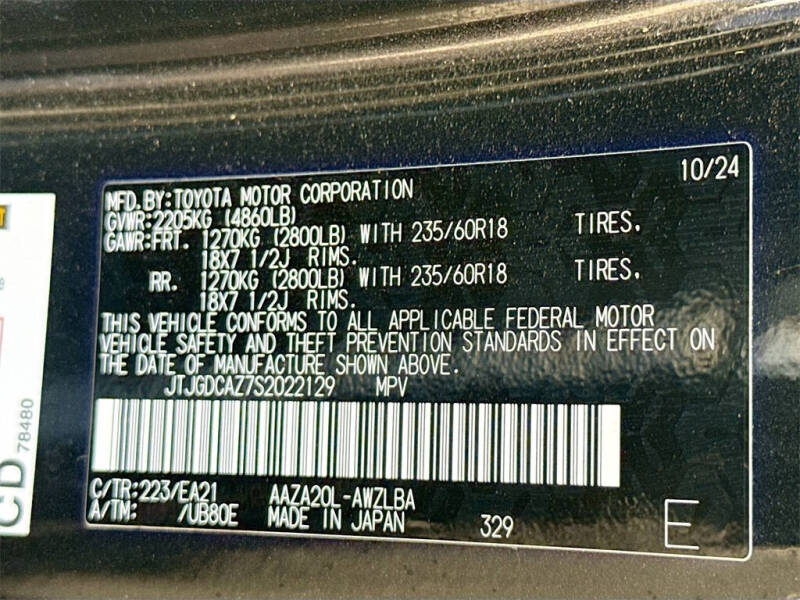 10/24
MFD.BY:TOYOTA MOTOR CORPORATION
GVWR:2205KG (4860LB)
GAWR:FRT. 1270KG (2800LB) WITH 235/60R18 TIRES.
18X7 1/2J RIMS.
RR. 1270KG (2800LB) WITH 235/60R18 TIRES.
18X7 1/2J RIMS.
THIS VEHICLE CONFORMS TO ALL APPLICABLE FEDERAL MOTOR
VEHICLE SAFETY AND THEFT PREVENTION STANDARDS IN EFFECT ON
THE DATE OF MANUFACTURE SHOWN ABOVE.
JTJGDCAZ7S2022129 MPV
C/TR:223/EA21 AAZA20L-AWZLBA
A/TM: /UB80E MADE IN JAPAN 329 E
CD
78480